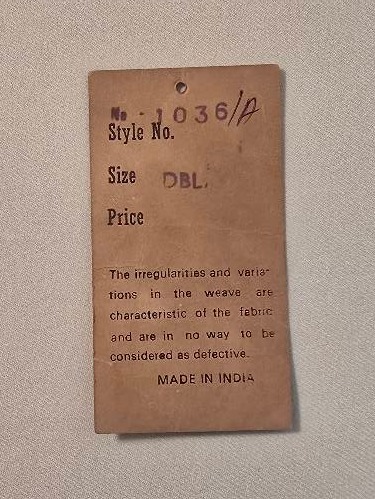 No - 1036/A
Style No.
Size DBL.
Price
The irregularities and varia-
tions in the weave are
characteristic of the fabric
and are in no way to be
considered as defective.
MADE IN INDIA